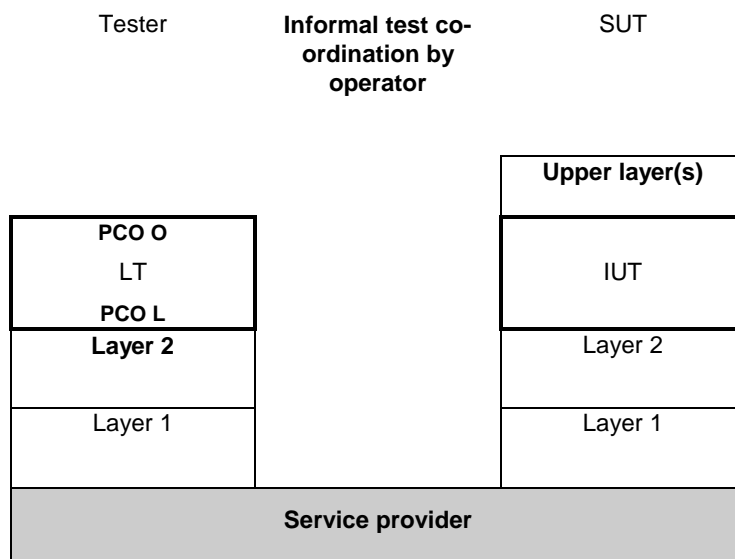 Tester
Informal test co-
ordination by
operator
SUT
Upper layer(s)
PCO O
LT
IUT
PCO L
Layer 2
Layer 2
Layer 1
Layer 1
Service provider